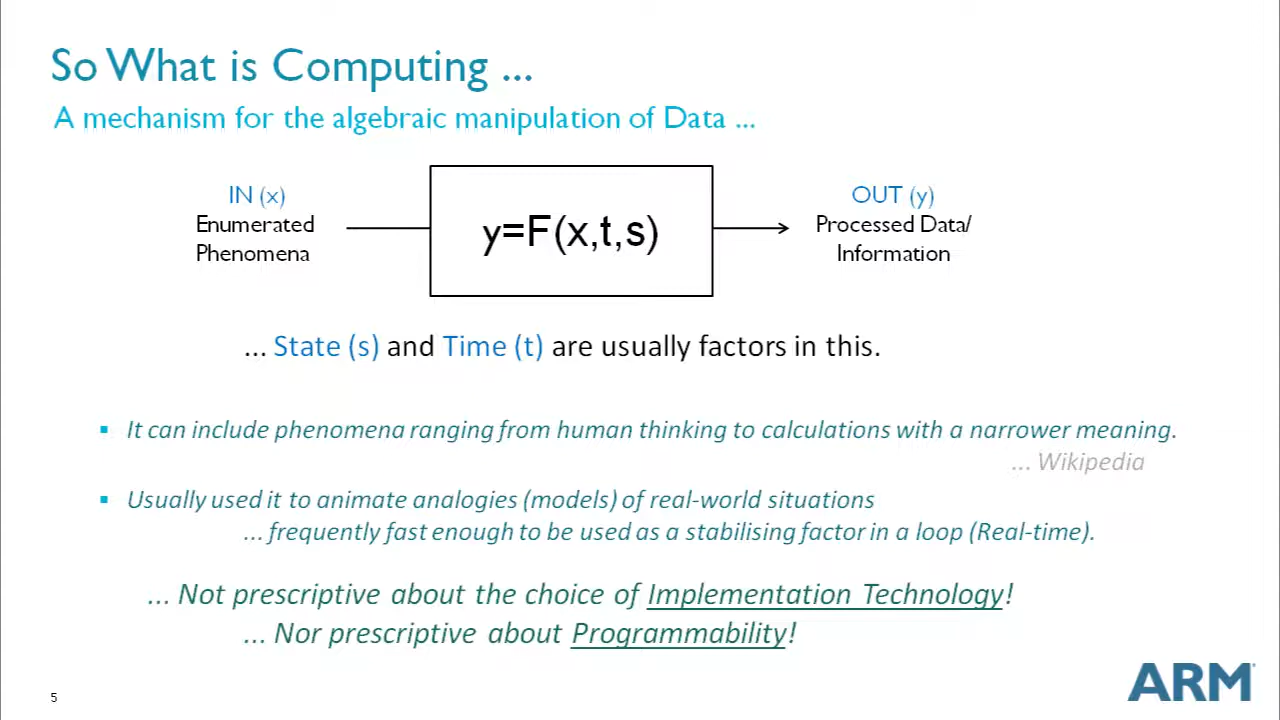 So What is Computing ...
A mechanism for the algebraic manipulation of Data ...
IN (x)
Enumerated
Phenomena
y=F(x,t,s)
OUT (y)
Processed Data/
Information
... State (s) and Time (t) are usually factors in this.
▪ It can include phenomena ranging from human thinking to calculations with a narrower meaning.
... Wikipedia
▪ Usually used it to animate analogies (models) of real-world situations
... frequently fast enough to be used as a stabilising factor in a loop (Real-time).
... Not prescriptive about the choice of Implementation Technology!
... Nor prescriptive about Programmability!
5
ARM